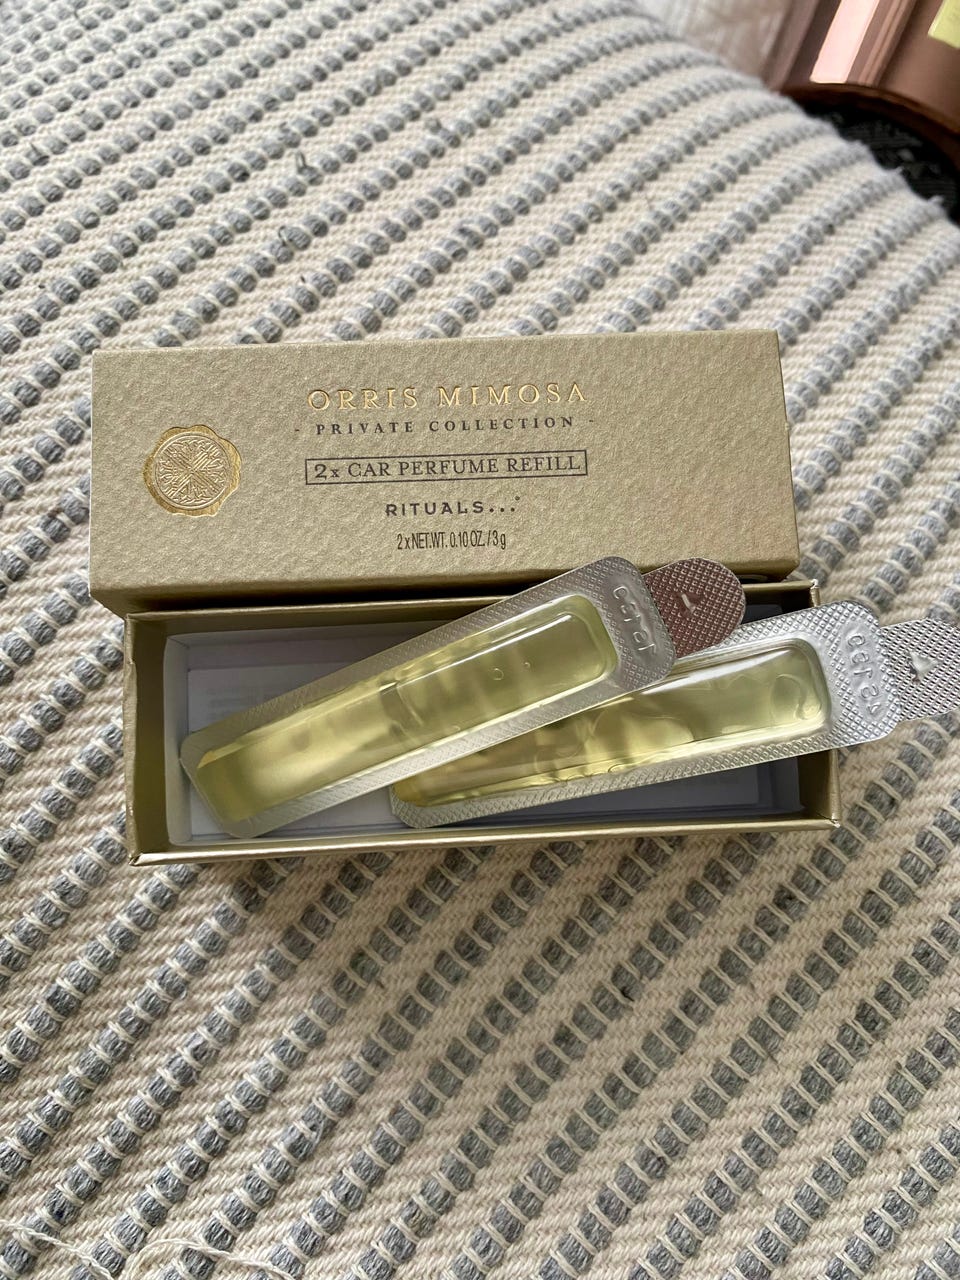 ORRIS MIMOSA
- PRIVATE COLLECTION -
2x CAR PERFUME REFILL
RITUALS...
2 x NET.WT. 0.10 OZ. / 3 g